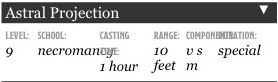 Astral Projection ▼
LEVEL: SCHOOL: CASTING TIME: RANGE: COMPONENTS: DURATION:
9 necromancy 1 hour 10 feet v s m special